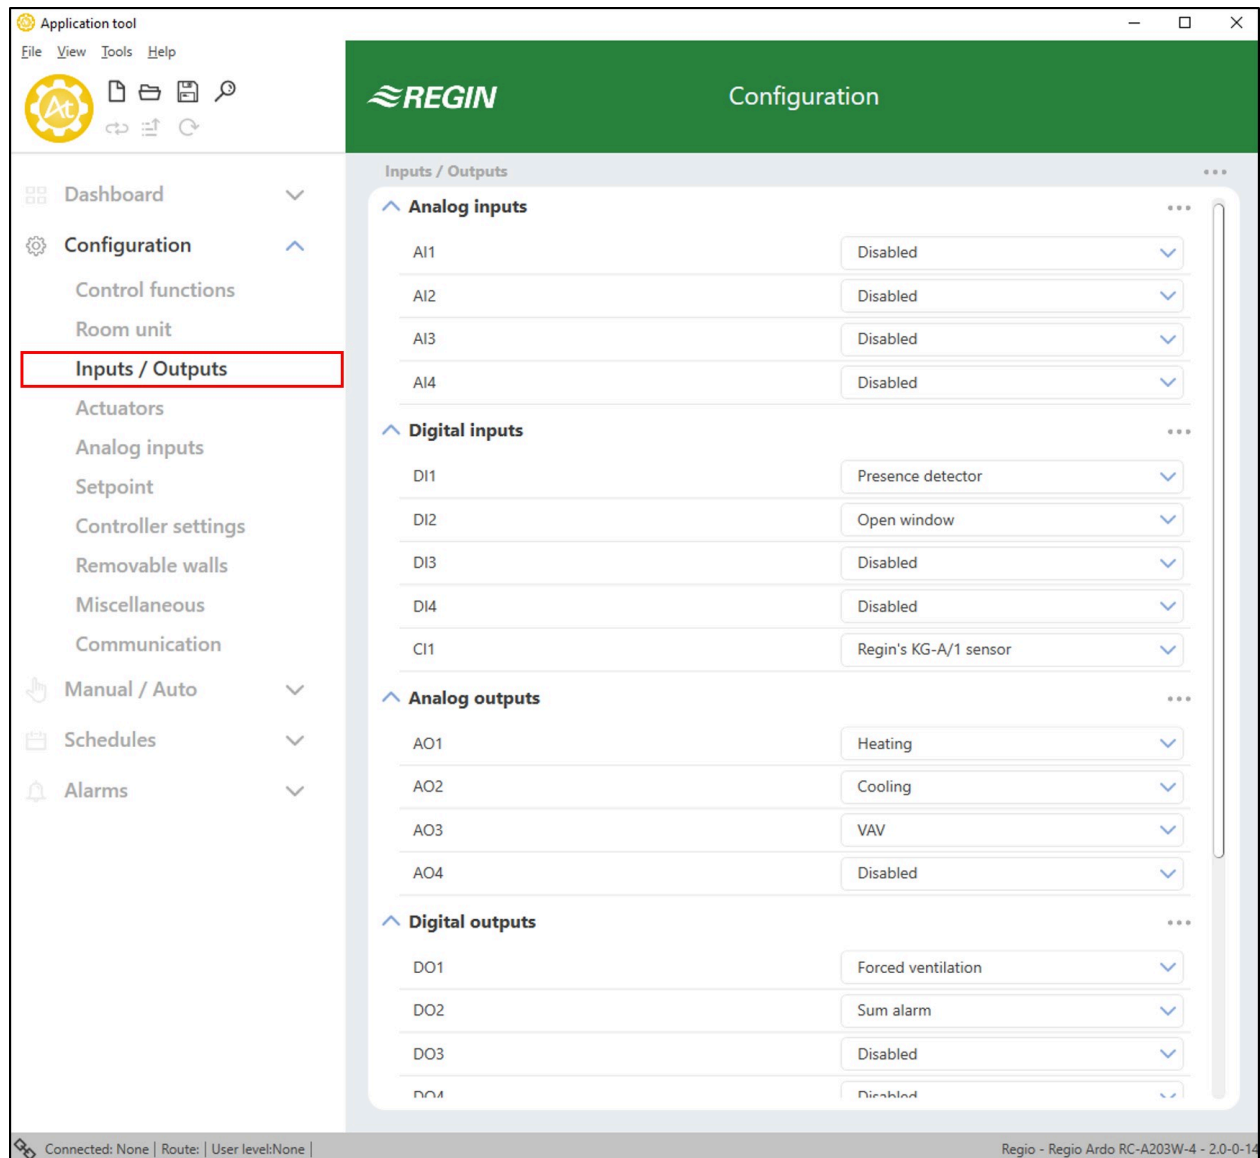 Application tool
File View Tools Help
At
REGIN
Configuration
Dashboard
Configuration
Control functions
Room unit
Inputs / Outputs
Actuators
Analog inputs
Setpoint
Controller settings
Removable walls
Miscellaneous
Communication
Manual / Auto
Schedules
Alarms
Inputs / Outputs
Analog inputs
AI1 Disabled
AI2 Disabled
AI3 Disabled
AI4 Disabled
Digital inputs
DI1 Presence detector
DI2 Open window
DI3 Disabled
DI4 Disabled
CI1 Regin's KG-A/1 sensor
Analog outputs
AO1 Heating
AO2 Cooling
AO3 VAV
AO4 Disabled
Digital outputs
DO1 Forced ventilation
DO2 Sum alarm
DO3 Disabled
DO4 Disabled
Connected: None | Route: | User level:None |
Regio - Regio Ardo RC-A203W-4 - 2.0-0-14